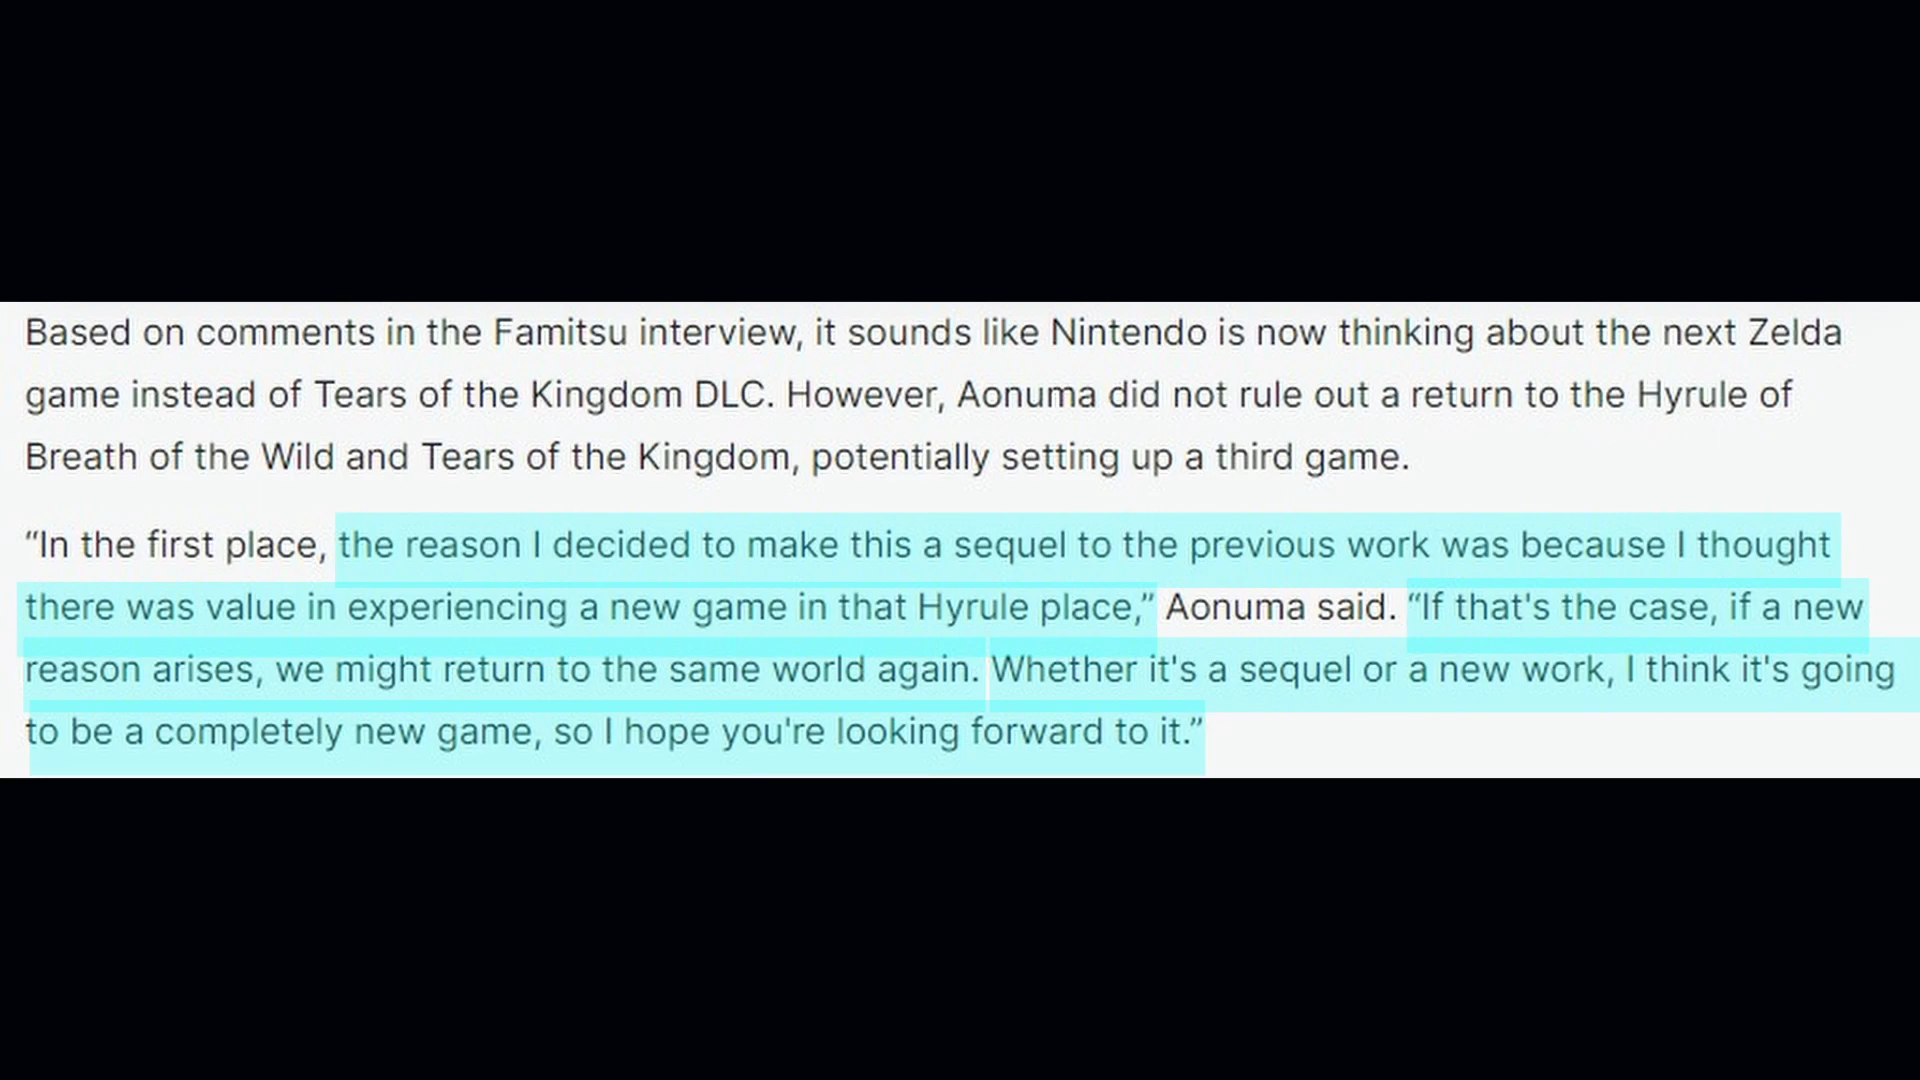 Based on comments in the Famitsu interview, it sounds like Nintendo is now thinking about the next Zelda
game instead of Tears of the Kingdom DLC. However, Aonuma did not rule out a return to the Hyrule of
Breath of the Wild and Tears of the Kingdom, potentially setting up a third game.
“In the first place, the reason I decided to make this a sequel to the previous work was because I thought
there was value in experiencing a new game in that Hyrule place,” Aonuma said. “If that's the case, if a new
reason arises, we might return to the same world again. Whether it's a sequel or a new work, I think it's going
to be a completely new game, so I hope you're looking forward to it.”